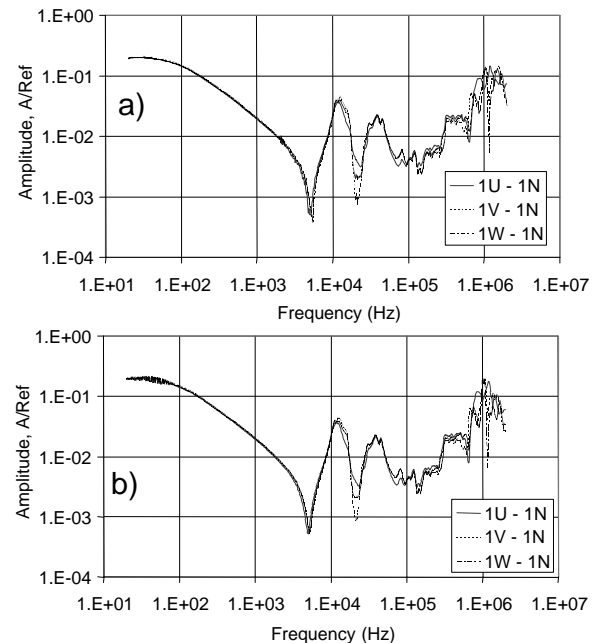 1.E+00
1.E-01
1.E-02
1.E-03
1.E-04
Amplitude, A/Ref
a)
1U - 1N
1V - 1N
1W - 1N
1.E+01 1.E+02 1.E+03 1.E+04 1.E+05 1.E+06 1.E+07
Frequency (Hz)
1.E+00
1.E-01
1.E-02
1.E-03
1.E-04
Amplitude, A/Ref
b)
1U - 1N
1V - 1N
1W - 1N
1.E+01 1.E+02 1.E+03 1.E+04 1.E+05 1.E+06 1.E+07
Frequency (Hz)